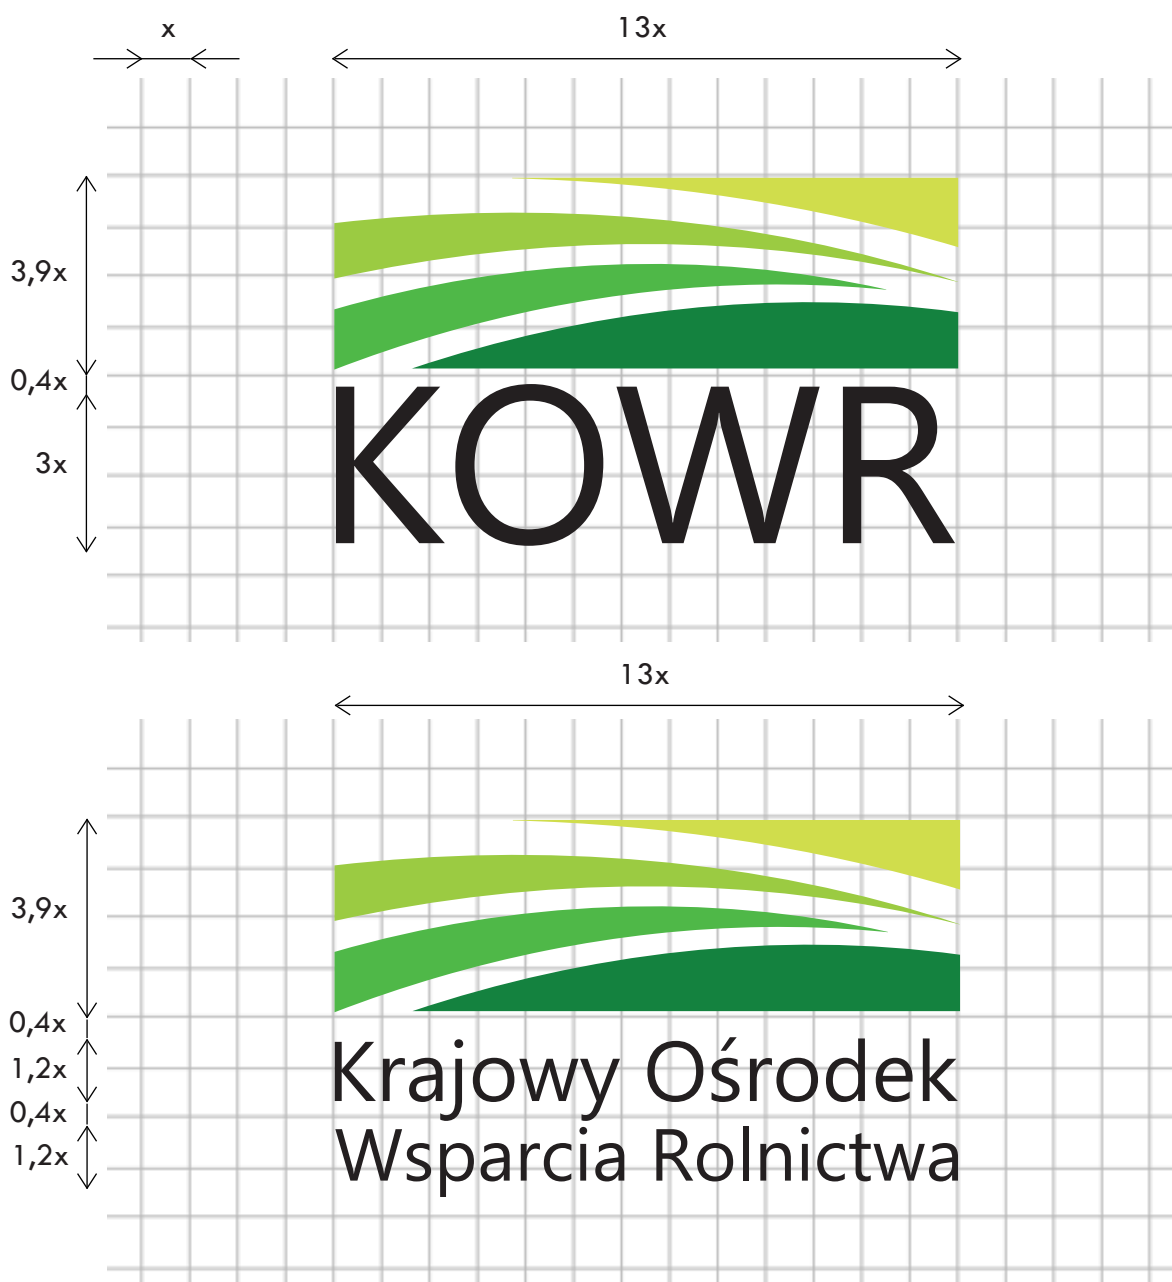 x
13x
3,9x
0,4x
KOWR
3x
13x
3,9x
0,4x
Krajowy Ośrodek
1,2x
0,4x
Wsparcia Rolnictwa
1,2x